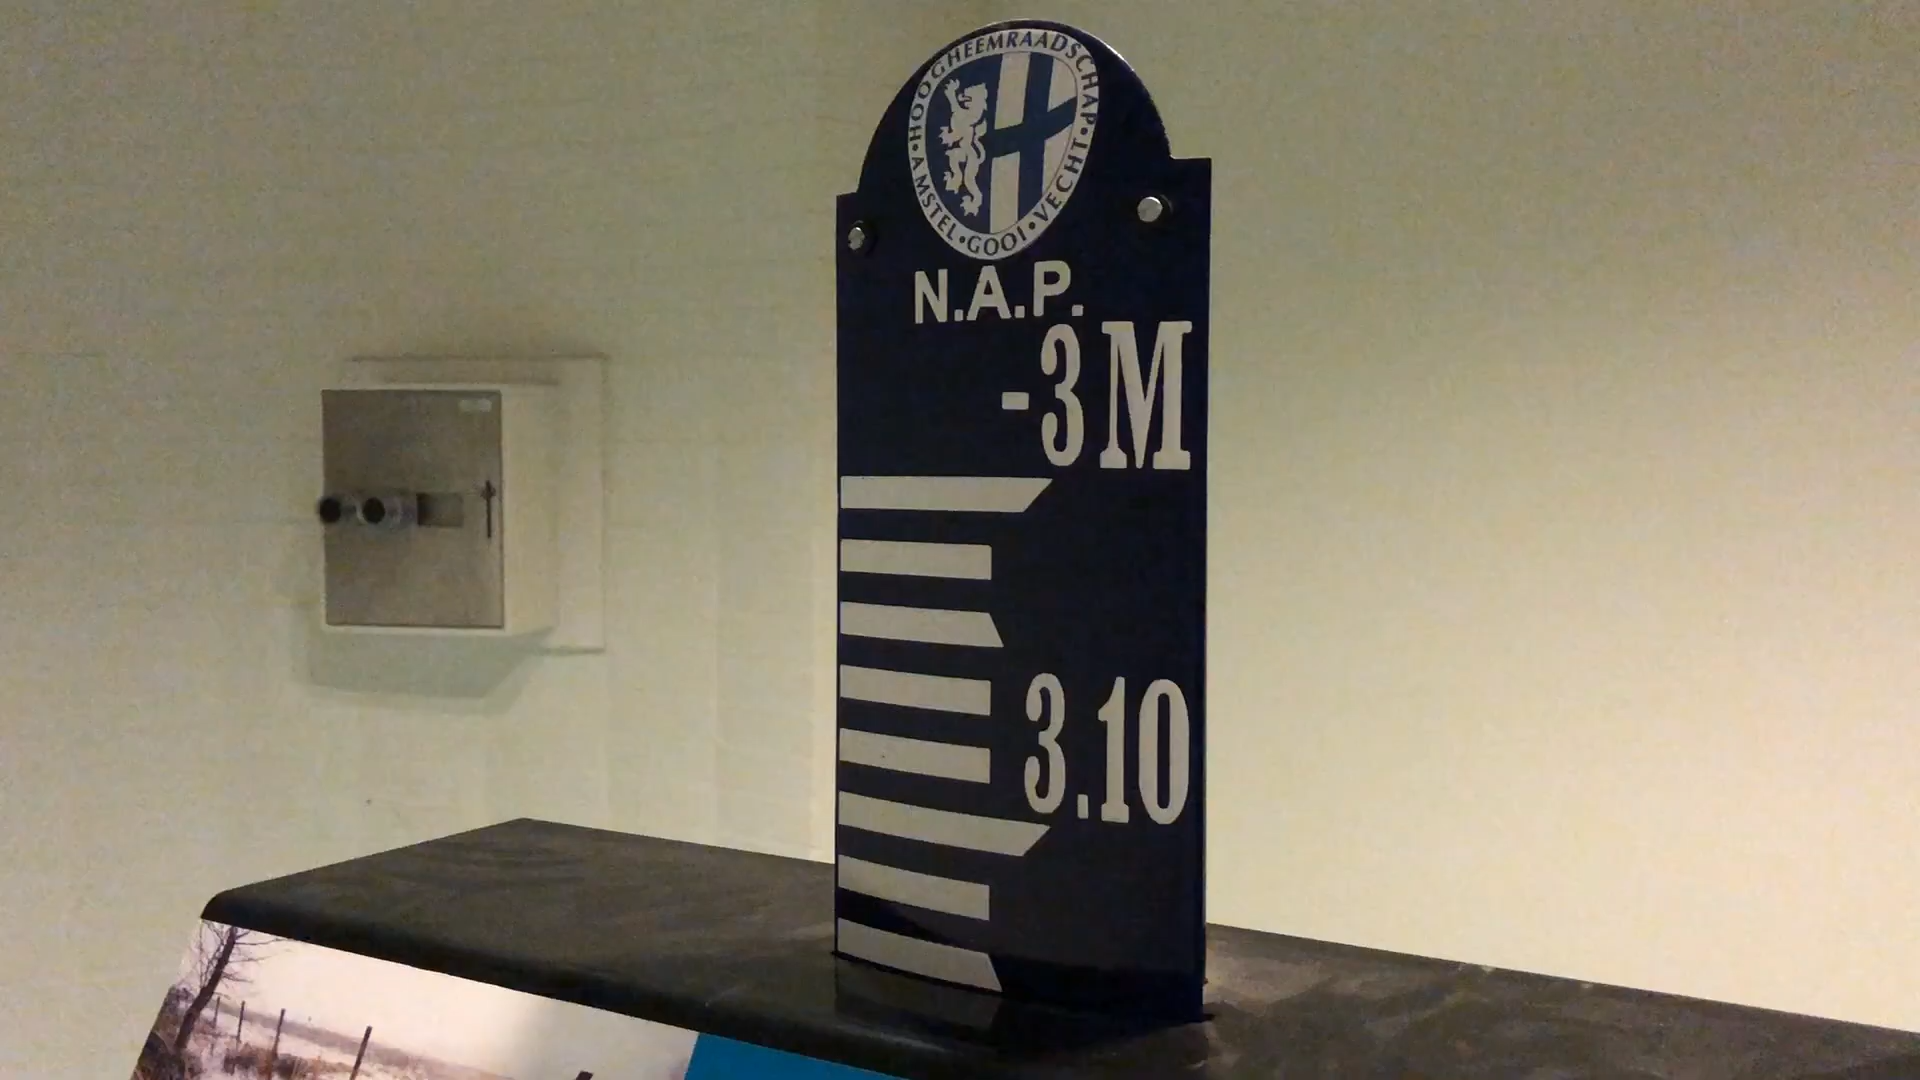 HOOGHEEMRAADSCHAP
AMSTEL•GOOI•VECHT
N.A.P.
-3M
3.10